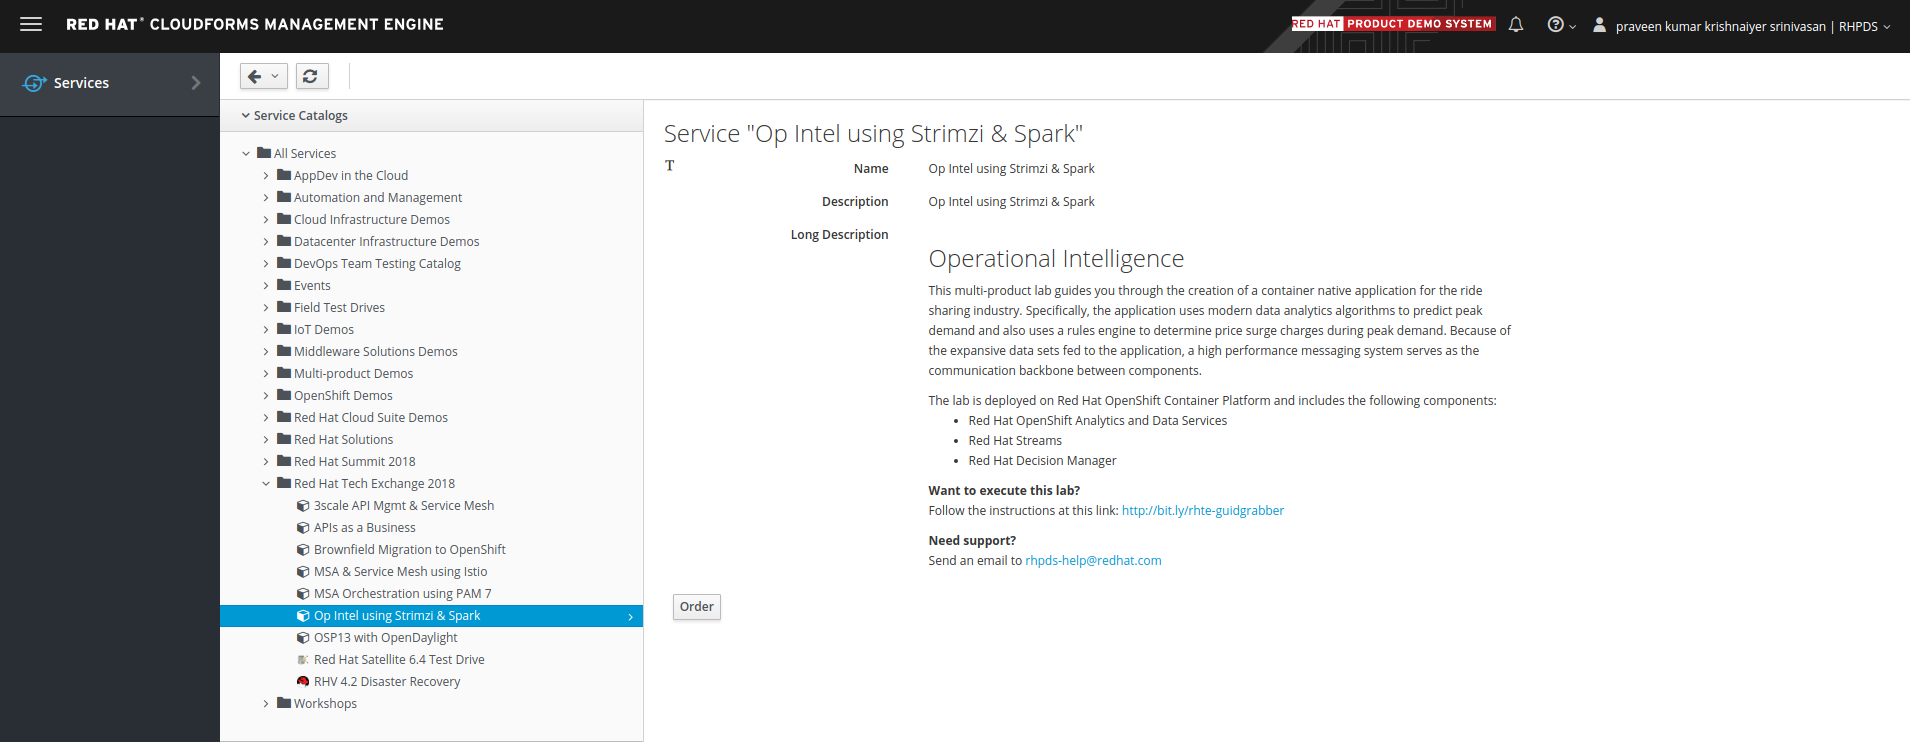 RED HAT® CLOUDFORMS MANAGEMENT ENGINE
RED HAT PRODUCT DEMO SYSTEM
praveen kumar krishnaiyer srinivasan | RHPDS
Services
Service Catalogs
All Services
AppDev in the Cloud
Automation and Management
Cloud Infrastructure Demos
Datacenter Infrastructure Demos
DevOps Team Testing Catalog
Events
Field Test Drives
IoT Demos
Middleware Solutions Demos
Multi-product Demos
OpenShift Demos
Red Hat Cloud Suite Demos
Red Hat Solutions
Red Hat Summit 2018
Red Hat Tech Exchange 2018
3scale API Mgmt & Service Mesh
APIs as a Business
Brownfield Migration to OpenShift
MSA & Service Mesh using Istio
MSA Orchestration using PAM 7
Op Intel using Strimzi & Spark
OSP13 with OpenDaylight
Red Hat Satellite 6.4 Test Drive
RHV 4.2 Disaster Recovery
Workshops
Service "Op Intel using Strimzi & Spark"
T
Name Op Intel using Strimzi & Spark
Description Op Intel using Strimzi & Spark
Long Description
Operational Intelligence
This multi-product lab guides you through the creation of a container native application for the ride
sharing industry. Specifically, the application uses modern data analytics algorithms to predict peak
demand and also uses a rules engine to determine price surge charges during peak demand. Because of
the expansive data sets fed to the application, a high performance messaging system serves as the
communication backbone between components.
The lab is deployed on Red Hat OpenShift Container Platform and includes the following components:
• Red Hat OpenShift Analytics and Data Services
• Red Hat Streams
• Red Hat Decision Manager
Want to execute this lab?
Follow the instructions at this link: http://bit.ly/rhte-guidgrabber
Need support?
Send an email to rhpds-help@redhat.com
Order